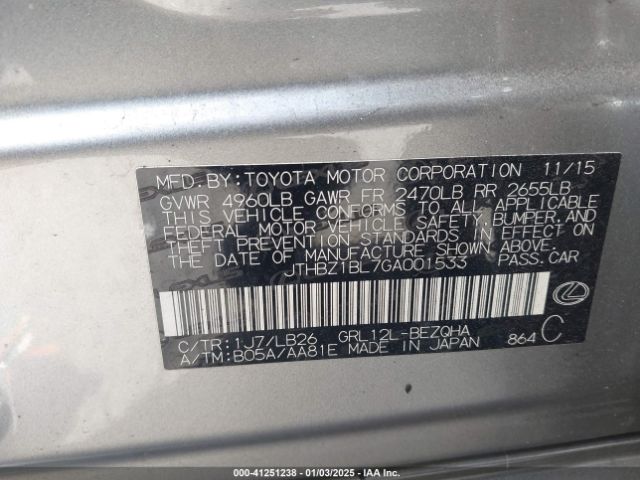 MFD. BY: TOYOTA MOTOR CORPORATION 11/15
GVWR 4960LB GAWR FR 2470LB RR 2655LB
THIS VEHICLE CONFORMS TO ALL APPLICABLE
FEDERAL MOTOR VEHICLE SAFETY, BUMPER, AND
THEFT PREVENTION STANDARDS IN EFFECT ON
THE DATE OF MANUFACTURE SHOWN ABOVE.
JTHBZ1BL7GA001533 PASS. CAR
C/TR: 1J7/LB26 GRL12L-BEZQHA
A/TM: B05A/AA81E MADE IN JAPAN 864 C
000-41251238 - 01/03/2025 - IAA Inc.